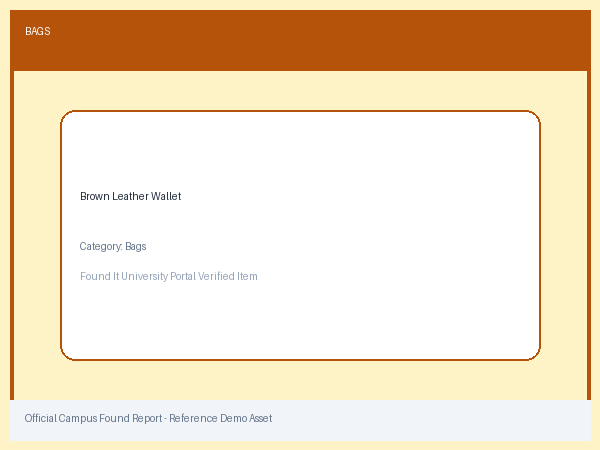 BAGS
Brown Leather Wallet
Category: Bags
Found It University Portal Verified Item
Official Campus Found Report - Reference Demo Asset